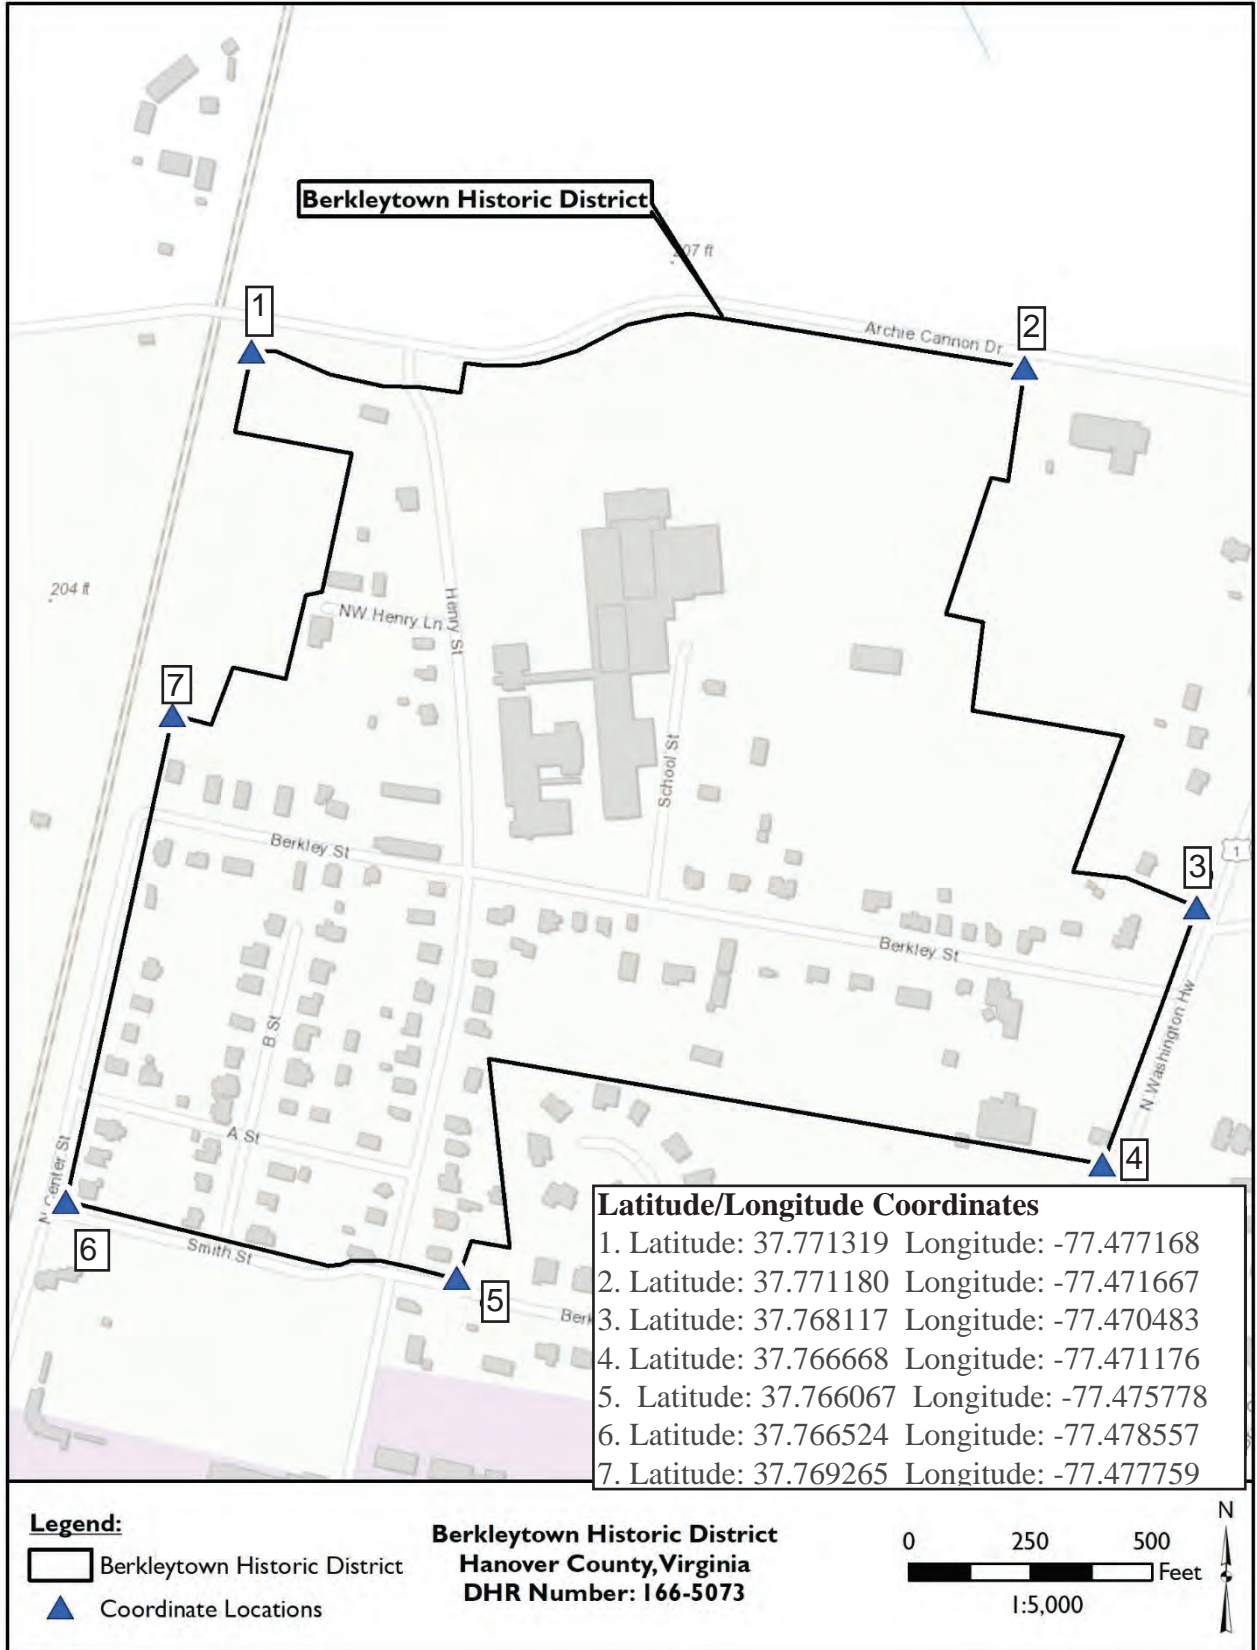 Berkleytown Historic District
207 ft
1
2
Archie Cannon Dr
204 ft
NW Henry Ln
Henry St
7
School St
1
3
Berkley St
Berkley St
B St
N Washington Hw
A St
4
N Center St
6
Smith St
5
Latitude/Longitude Coordinates
1. Latitude: 37.771319 Longitude: -77.477168
2. Latitude: 37.771180 Longitude: -77.471667
3. Latitude: 37.768117 Longitude: -77.470483
4. Latitude: 37.766668 Longitude: -77.471176
5. Latitude: 37.766067 Longitude: -77.475778
6. Latitude: 37.766524 Longitude: -77.478557
7. Latitude: 37.769265 Longitude: -77.477759
Legend:
Berkleytown Historic District
Coordinate Locations
Berkleytown Historic District
Hanover County, Virginia
DHR Number: 166-5073
0 250 500
Feet
1:5,000
N